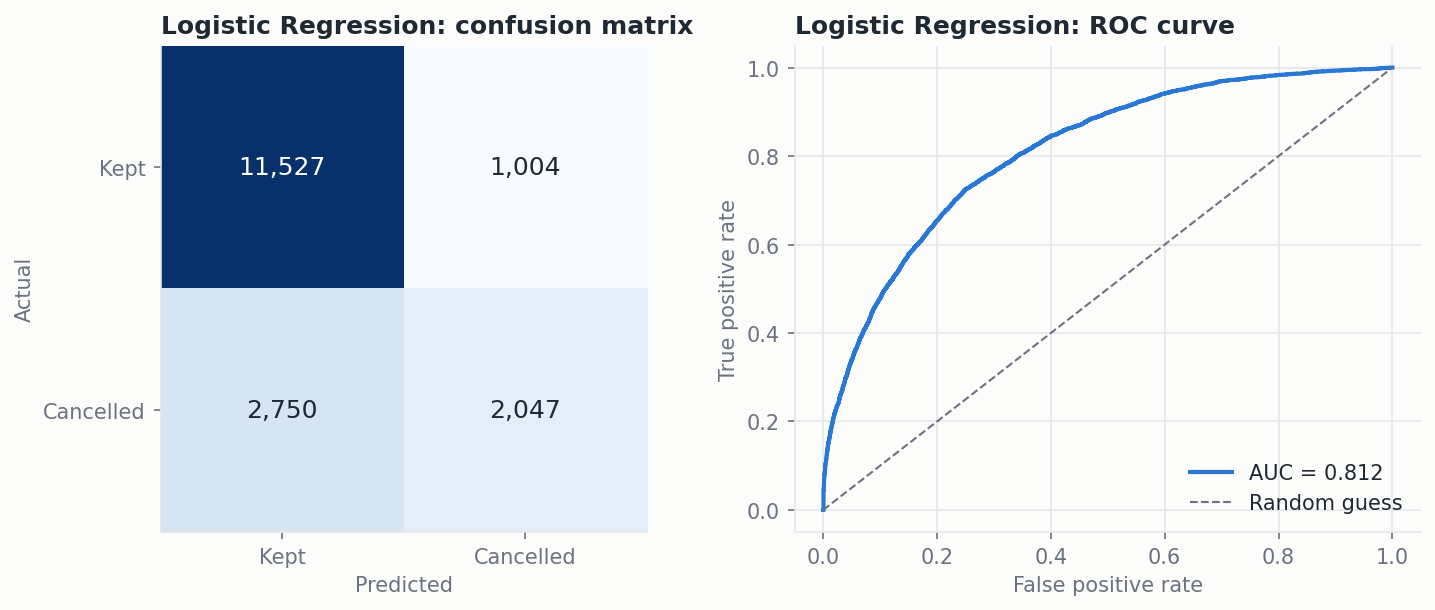 Logistic Regression: confusion matrix
Actual
Kept
11,527
1,004
Cancelled
2,750
2,047
Kept
Cancelled
Predicted
Logistic Regression: ROC curve
True positive rate
1.0
0.8
0.6
0.4
0.2
0.0
AUC = 0.812
Random guess
0.0
0.2
0.4
0.6
0.8
1.0
False positive rate